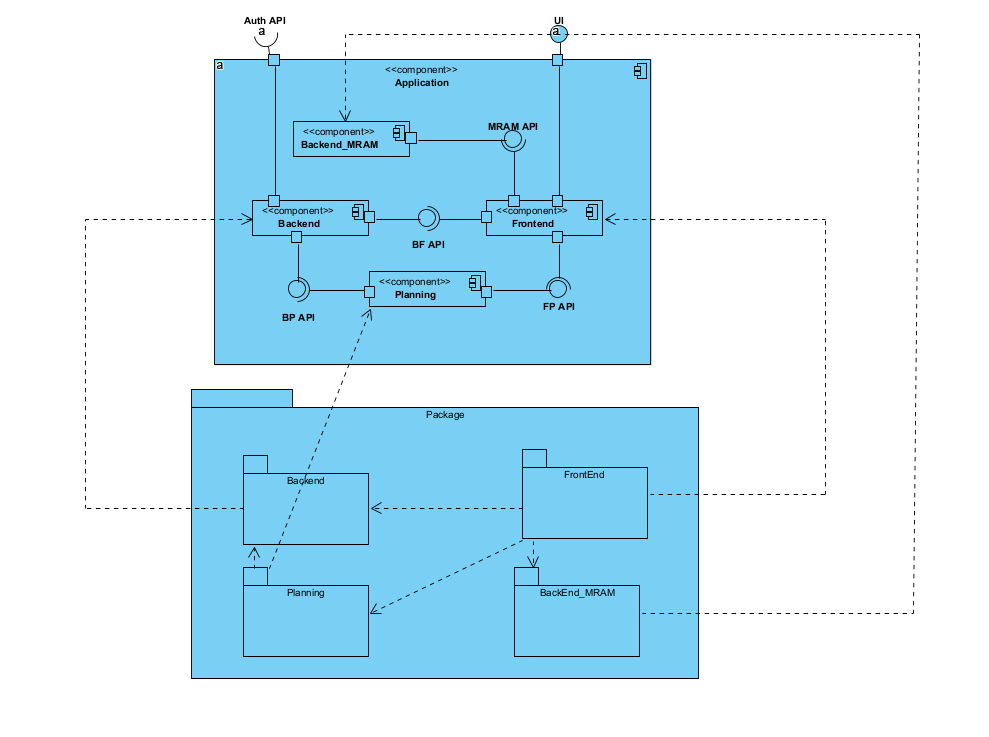 Auth API
a
UI
a
a
<<component>>
Application
<<component>>
Backend_MRAM
MRAM API
<<component>>
Backend
<<component>>
Frontend
BF API
<<component>>
Planning
BP API
FP API
Package
Backend
FrontEnd
Planning
BackEnd_MRAM